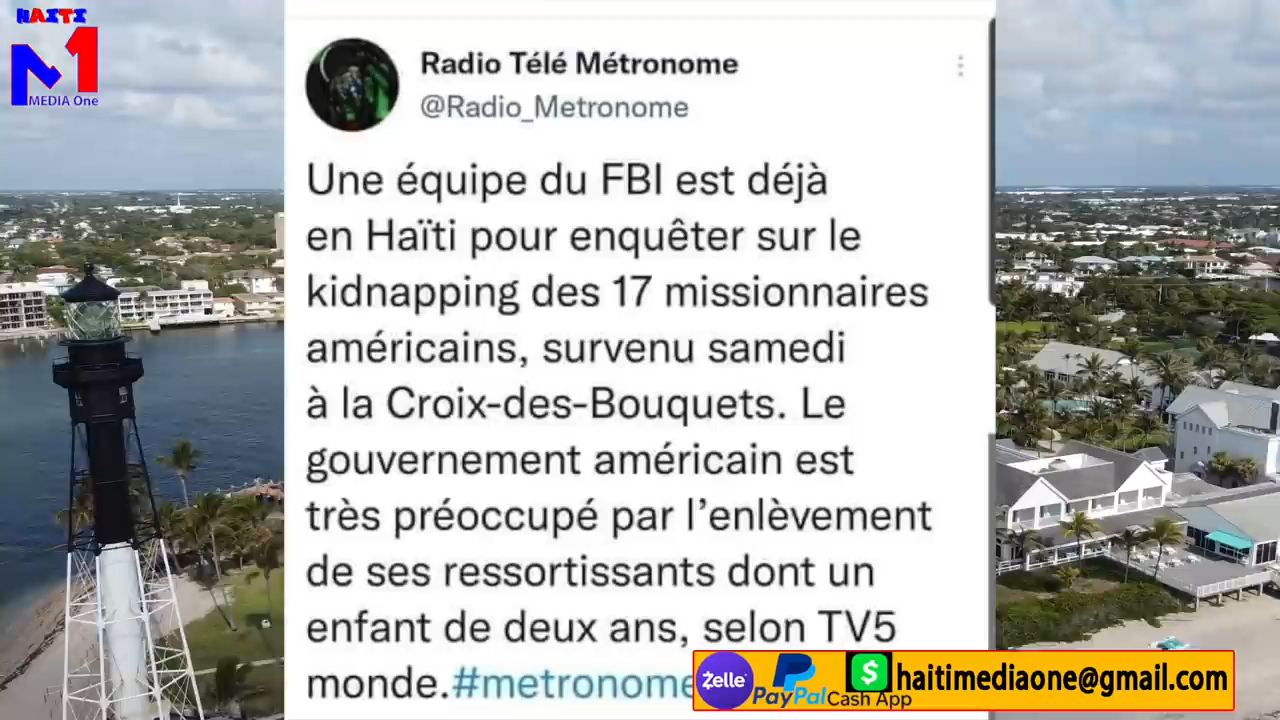 HAITI
M1
MEDIA One
Radio Télé Métronome
@Radio_Metronome
Une équipe du FBI est déjà
en Haïti pour enquêter sur le
kidnapping des 17 missionnaires
américains, survenu samedi
à la Croix-des-Bouquets. Le
gouvernement américain est
très préoccupé par l'enlèvement
de ses ressortissants dont un
enfant de deux ans, selon TV5
monde.#metronome
Zelle PayPal $ Cash App haitimediaone@gmail.com